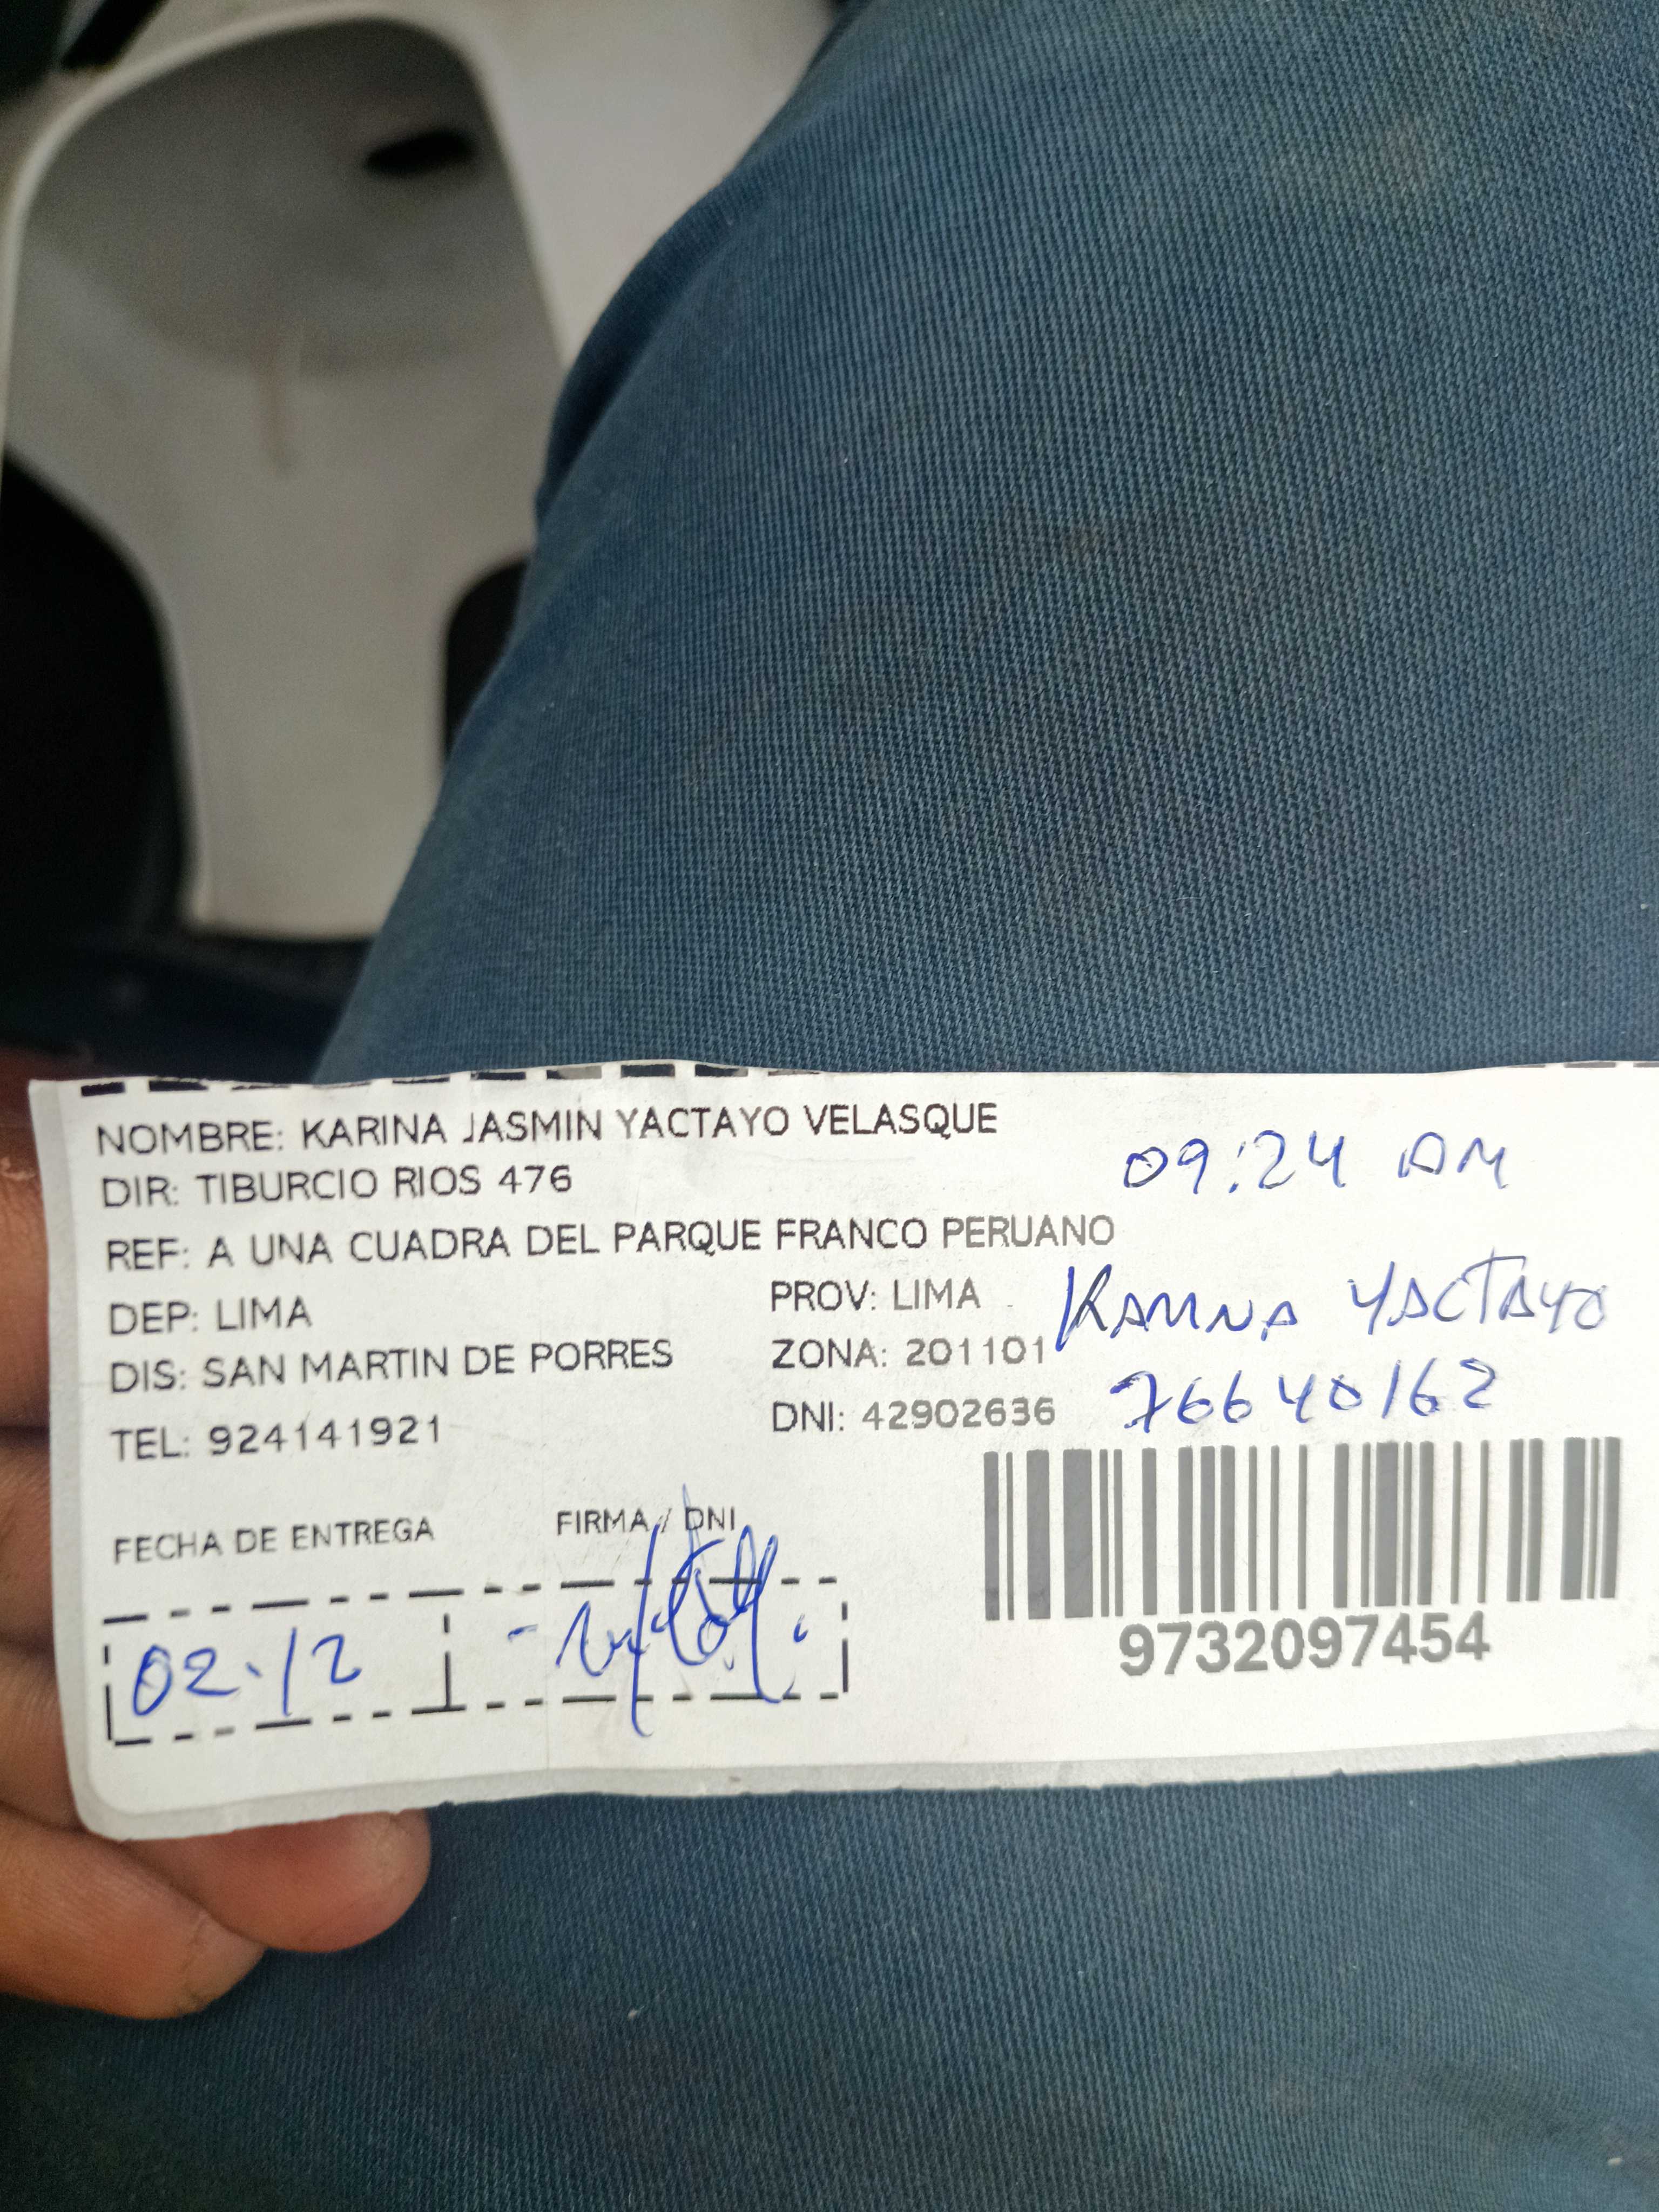 NOMBRE: KARINA JASMIN YACTAYO VELASQUE
09:24 AM
DIR: TIBURCIO RIOS 476
REF: A UNA CUADRA DEL PARQUE FRANCO PERUANO
DEP: LIMA PROV: LIMA
KARINA YACTAYO
DIS: SAN MARTIN DE PORRES ZONA: 201101
TEL: 924141921 DNI: 42902636
76640162
FECHA DE ENTREGA FIRMA / DNI
02.12
9732097454